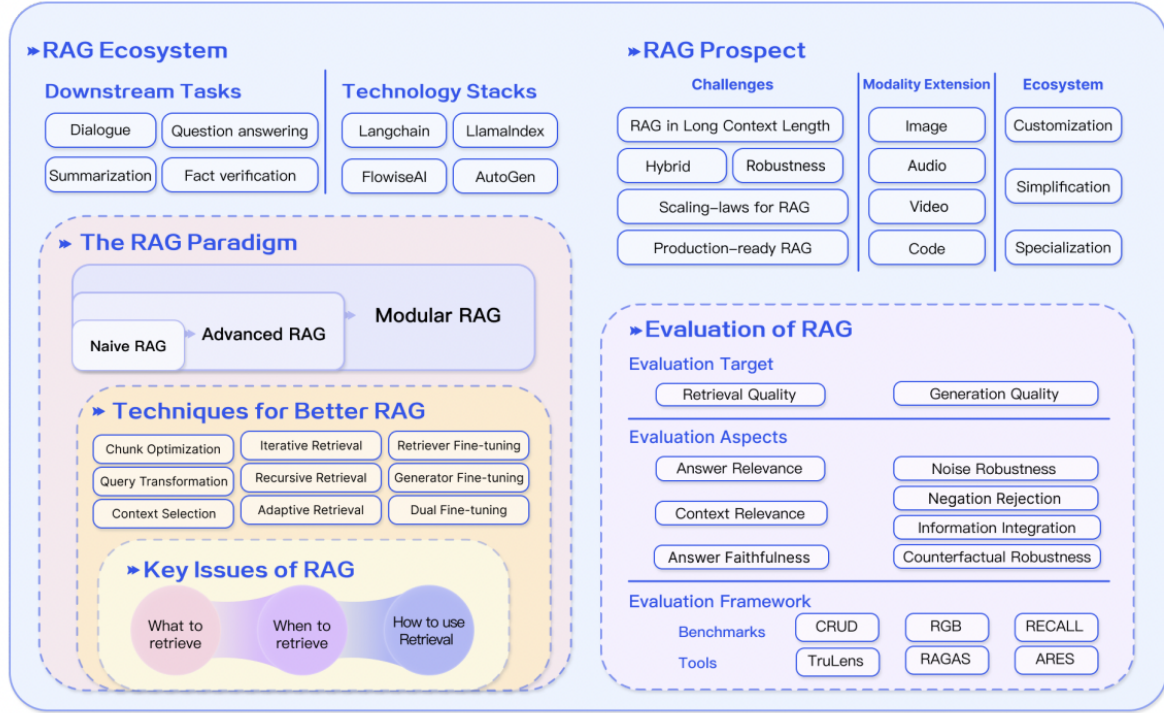 RAG Ecosystem
Downstream Tasks
Dialogue
Question answering
Summarization
Fact verification
Technology Stacks
Langchain
LlamaIndex
FlowiseAI
AutoGen
The RAG Paradigm
Naive RAG
Advanced RAG
Modular RAG
Techniques for Better RAG
Chunk Optimization
Iterative Retrieval
Retriever Fine-tuning
Query Transformation
Recursive Retrieval
Generator Fine-tuning
Context Selection
Adaptive Retrieval
Dual Fine-tuning
Key Issues of RAG
What to
retrieve
When to
retrieve
How to use
Retrieval
RAG Prospect
Challenges
RAG in Long Context Length
Hybrid
Robustness
Scaling-laws for RAG
Production-ready RAG
Modality Extension
Image
Audio
Video
Code
Ecosystem
Customization
Simplification
Specialization
Evaluation of RAG
Evaluation Target
Retrieval Quality
Generation Quality
Evaluation Aspects
Answer Relevance
Context Relevance
Answer Faithfulness
Noise Robustness
Negation Rejection
Information Integration
Counterfactual Robustness
Evaluation Framework
Benchmarks
CRUD
RGB
RECALL
Tools
TruLens
RAGAS
ARES